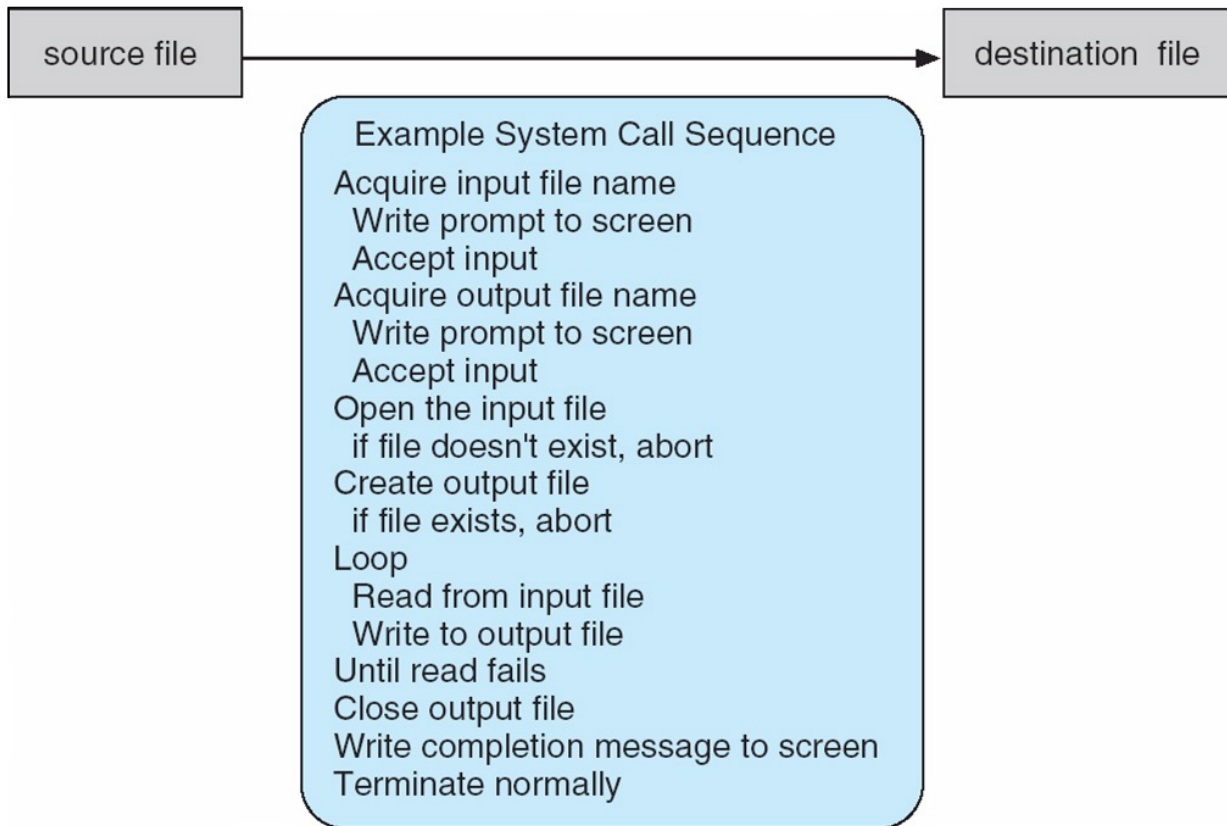 source file
destination file
Example System Call Sequence
Acquire input file name
Write prompt to screen
Accept input
Acquire output file name
Write prompt to screen
Accept input
Open the input file
if file doesn't exist, abort
Create output file
if file exists, abort
Loop
Read from input file
Write to output file
Until read fails
Close output file
Write completion message to screen
Terminate normally